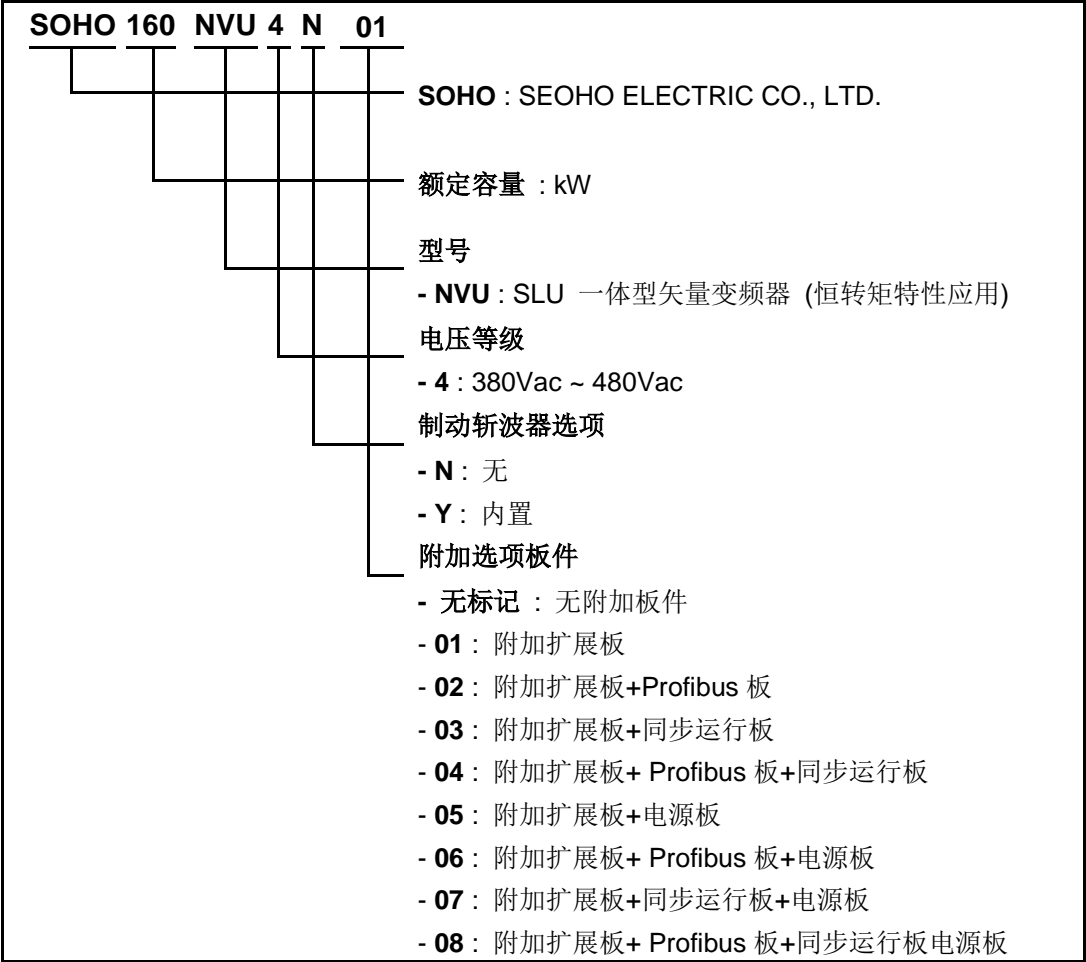 SOHO 160 NVU 4 N 01
SOHO : SEOHO ELECTRIC CO., LTD.
额定容量 : kW
型号
- NVU : SLU 一体型矢量变频器 (恒转矩特性应用)
电压等级
- 4 : 380Vac ~ 480Vac
制动斩波器选项
- N : 无
- Y : 内置
附加选项板件
- 无标记 : 无附加板件
- 01 : 附加扩展板
- 02 : 附加扩展板+Profibus 板
- 03 : 附加扩展板+同步运行板
- 04 : 附加扩展板+ Profibus 板+同步运行板
- 05 : 附加扩展板+电源板
- 06 : 附加扩展板+ Profibus 板+电源板
- 07 : 附加扩展板+同步运行板+电源板
- 08 : 附加扩展板+ Profibus 板+同步运行板电源板